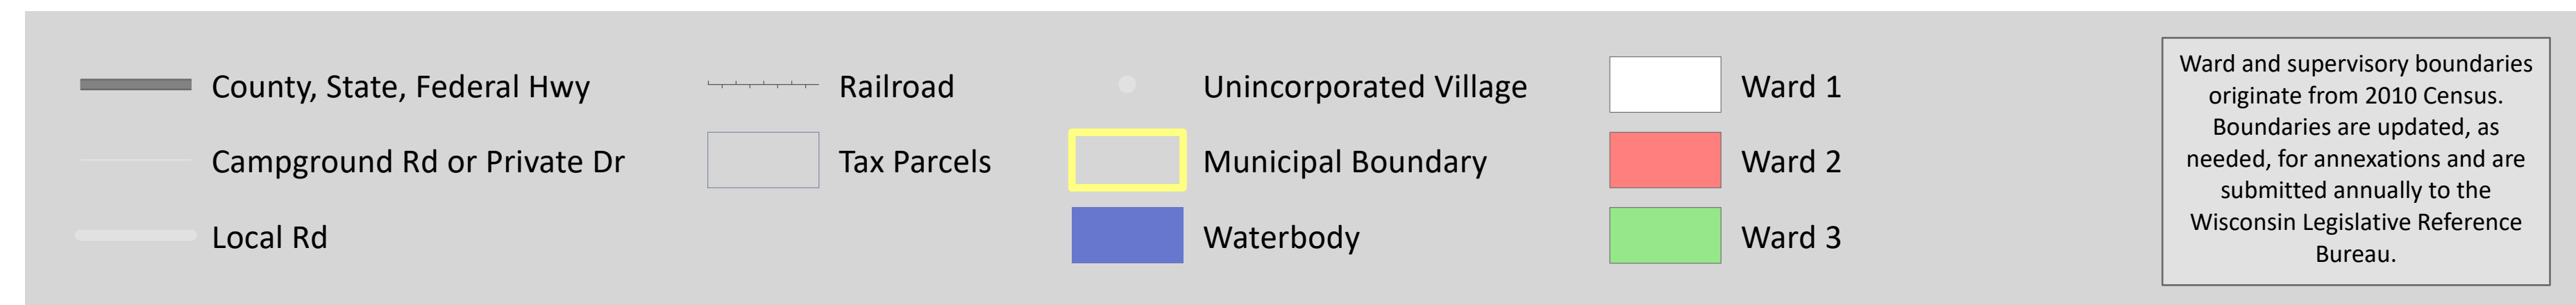 County, State, Federal Hwy
Campground Rd or Private Dr
Local Rd
Railroad
Tax Parcels
Unincorporated Village
Municipal Boundary
Waterbody
Ward 1
Ward 2
Ward 3
Ward and supervisory boundaries
originate from 2010 Census.
Boundaries are updated, as
needed, for annexations and are
submitted annually to the
Wisconsin Legislative Reference
Bureau.